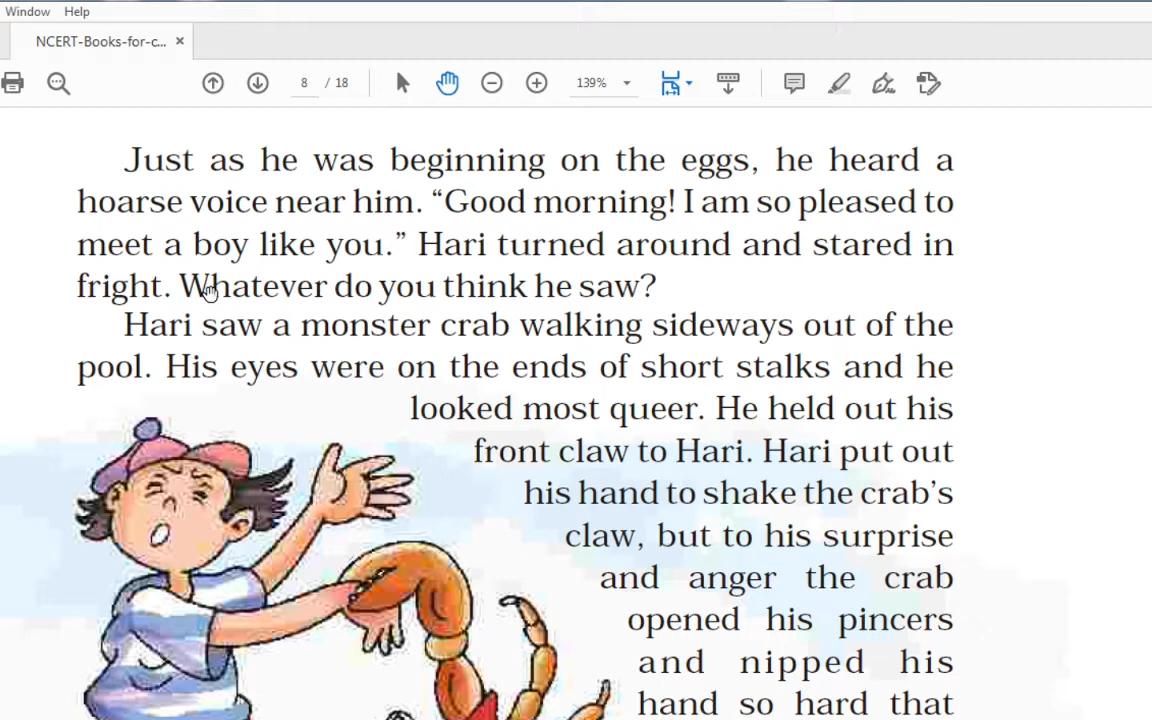 Window Help
NCERT-Books-for-c... ×
8 / 18 139%
Just as he was beginning on the eggs, he heard a
hoarse voice near him. “Good morning! I am so pleased to
meet a boy like you.” Hari turned around and stared in
fright. Whatever do you think he saw?
Hari saw a monster crab walking sideways out of the
pool. His eyes were on the ends of short stalks and he
looked most queer. He held out his
front claw to Hari. Hari put out
his hand to shake the crab’s
claw, but to his surprise
and anger the crab
opened his pincers
and nipped his
hand so hard that